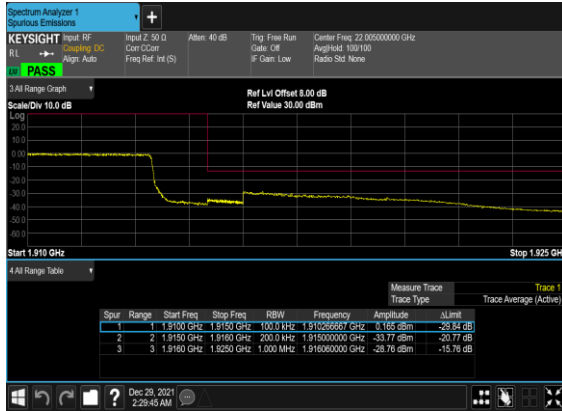 Spectrum Analyzer 1
Spurious Emissions
+
KEYSIGHT Input: RF Input Z: 50 Ω Atten: 40 dB Trig: Free Run Center Freq: 22.005000000 GHz
RL Coupling: DC Corr CCorr Gate: Off Avg|Hold: 100/100
Align: Auto Freq Ref: Int (S) IF Gain: Low Radio Std: None
PASS
3 All Range Graph
Ref Lvl Offset 8.00 dB
Scale/Div 10.0 dB Ref Value 30.00 dBm
Log
20.0
10.0
0.00
-10.0
-20.0
-30.0
-40.0
-50.0
-60.0
Start 1.910 GHz Stop 1.925 GH
4 All Range Table
Measure Trace Trace 1
Trace Type Trace Average (Active)
Spur Range Start Freq Stop Freq RBW Frequency Amplitude ΔLimit
1 1 1.9100 GHz 1.9150 GHz 100.0 kHz 1.910266667 GHz 0.165 dBm -29.84 dB
2 2 1.9150 GHz 1.9160 GHz 200.0 kHz 1.915000000 GHz -33.77 dBm -20.77 dB
3 3 1.9160 GHz 1.9250 GHz 1.000 MHz 1.916060000 GHz -28.76 dBm -15.76 dB
? Dec 29, 2021
2:29:45 AM